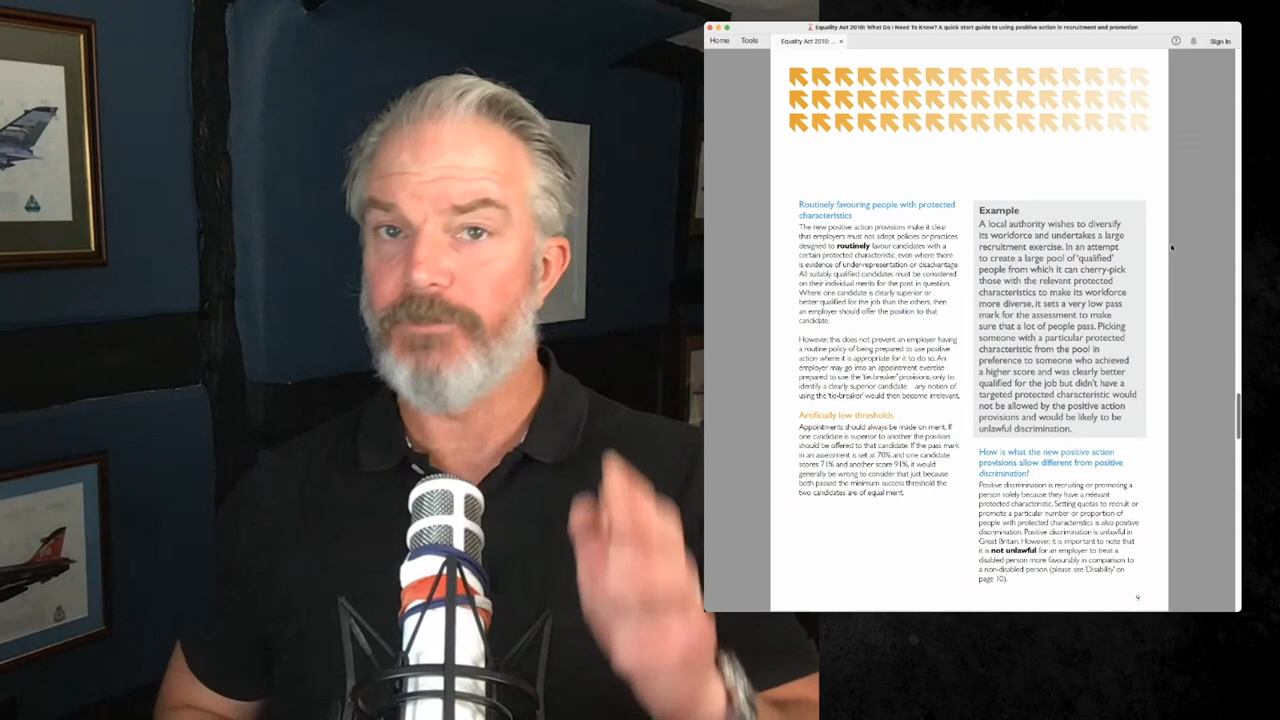 Equality Act 2010: What Do I Need To Know? A quick start guide to using positive action in recruitment and promotion
Home Tools Equality Act 2010:... × Sign In
Routinely favouring people with protected
characteristics
The new positive action provisions make it clear
that employers must not adopt policies or practices
designed to routinely favour candidates with a
certain protected characteristic, even where there
is evidence of under-representation or disadvantage.
All suitably qualified candidates must be considered
on their individual merits for the post in question.
Where one candidate is clearly superior or
better qualified for the job than the others, then
an employer should offer the position to that
candidate.
However, this does not prevent an employer having
a routine policy of being prepared to use positive
action where it is appropriate for it to do so. An
employer may go into an appointment exercise
prepared to use the 'tie-breaker' provisions, only to
identify a clearly superior candidate any notion of
using the 'tie-breaker' would then become irrelevant.
Artificially low thresholds
Appointments should always be made on merit. If
one candidate is superior to another the position
should be offered to that candidate. If the pass mark
in an assessment is set at 70% and one candidate
scores 71% and another score 91%, it would
generally be wrong to consider that just because
both passed the minimum success threshold the
two candidates are of equal merit.
Example
A local authority wishes to diversify
its workforce and undertakes a large
recruitment exercise. In an attempt
to create a large pool of 'qualified'
people from which it can cherry-pick
those with the relevant protected
characteristics to make its workforce
more diverse, it sets a very low pass
mark for the assessment to make
sure that a lot of people pass. Picking
someone with a particular protected
characteristic from the pool in
preference to someone who achieved
a higher score and was clearly better
qualified for the job but didn't have a
targeted protected characteristic would
not be allowed by the positive action
provisions and would be likely to be
unlawful discrimination.
How is what the new positive action
provisions allow different from positive
discrimination?
Positive discrimination is recruiting or promoting a
person solely because they have a relevant
protected characteristic. Setting quotas to recruit or
promote a particular number or proportion of
people with protected characteristics is also positive
discrimination. Positive discrimination is unlawful in
Great Britain. However, it is important to note that
it is not unlawful for an employer to treat a
disabled person more favourably in comparison to
a non-disabled person (please see 'Disability' on
page 10).
9